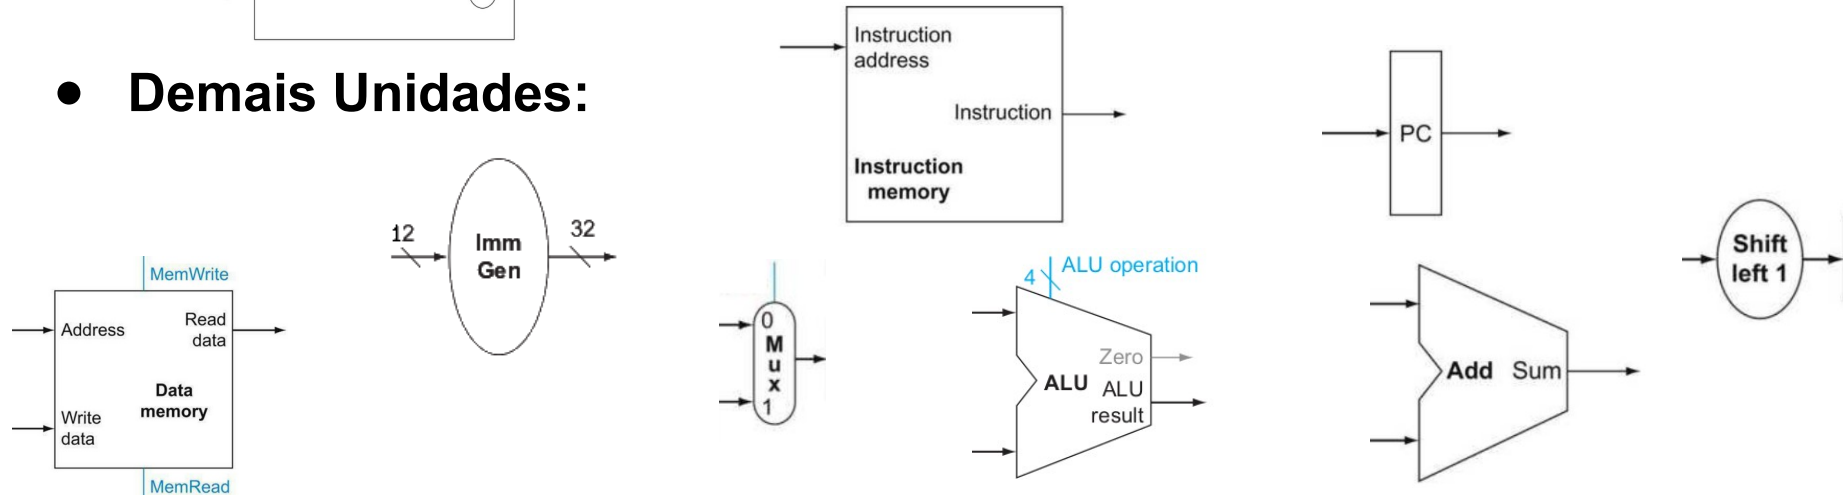 ● Demais Unidades:
Instruction
address
Instruction
Instruction
memory
PC
12
Imm
Gen
32
Shift
left 1
MemWrite
Address
Read
data
Data
memory
Write
data
MemRead
0
M
u
x
1
4
ALU operation
Zero
ALU
ALU
result
Add Sum